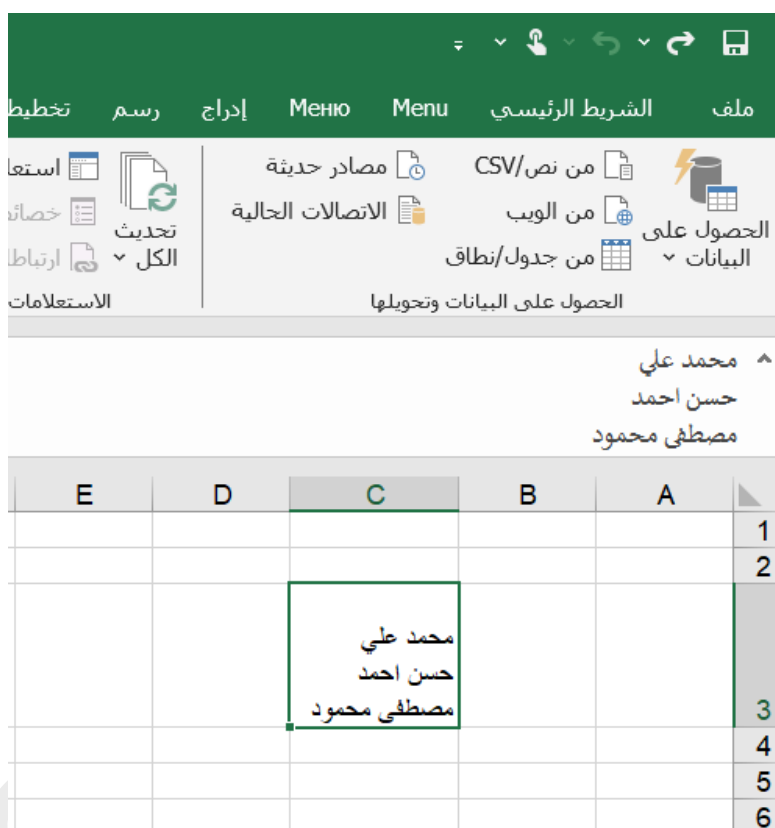 ملف الشريط الرئيسي Menu Меню إدراج رسم تخطيط
الحصول على البيانات
من نص/CSV
من الويب
من جدول/نطاق
مصادر حديثة
الاتصالات الحالية
الحصول على البيانات وتحويلها
تحديث الكل
استعلا
خصائص
ارتباطا
الاستعلامات
محمد علي
حسن احمد
مصطفى محمود
A B C D E
1
2
محمد علي
حسن احمد
مصطفى محمود
3
4
5
6